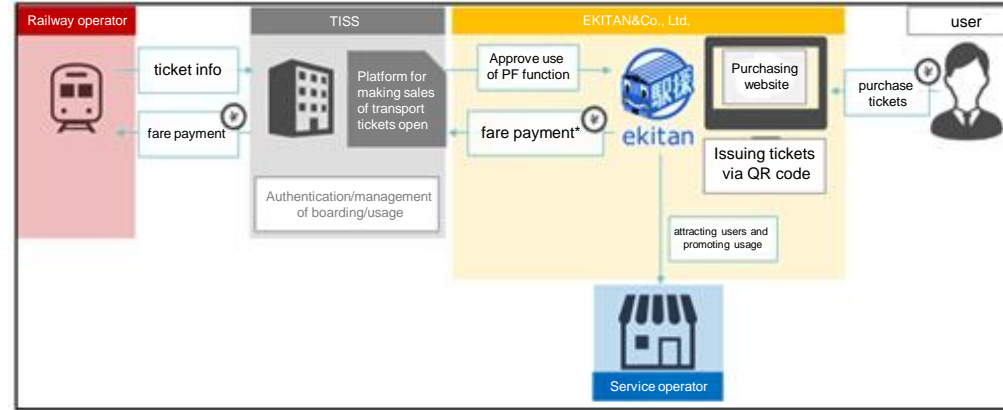 Railway operator
TISS
EKITAN&Co., Ltd.
user
ticket info
fare payment
¥
Platform for
making sales
of transport
tickets open
Authentication/management
of boarding/usage
Approve use
of PF function
fare payment*
¥
駅探
ekitan
Purchasing
website
Issuing tickets
via QR code
purchase
tickets
¥
attracting users and
promoting usage
Service operator